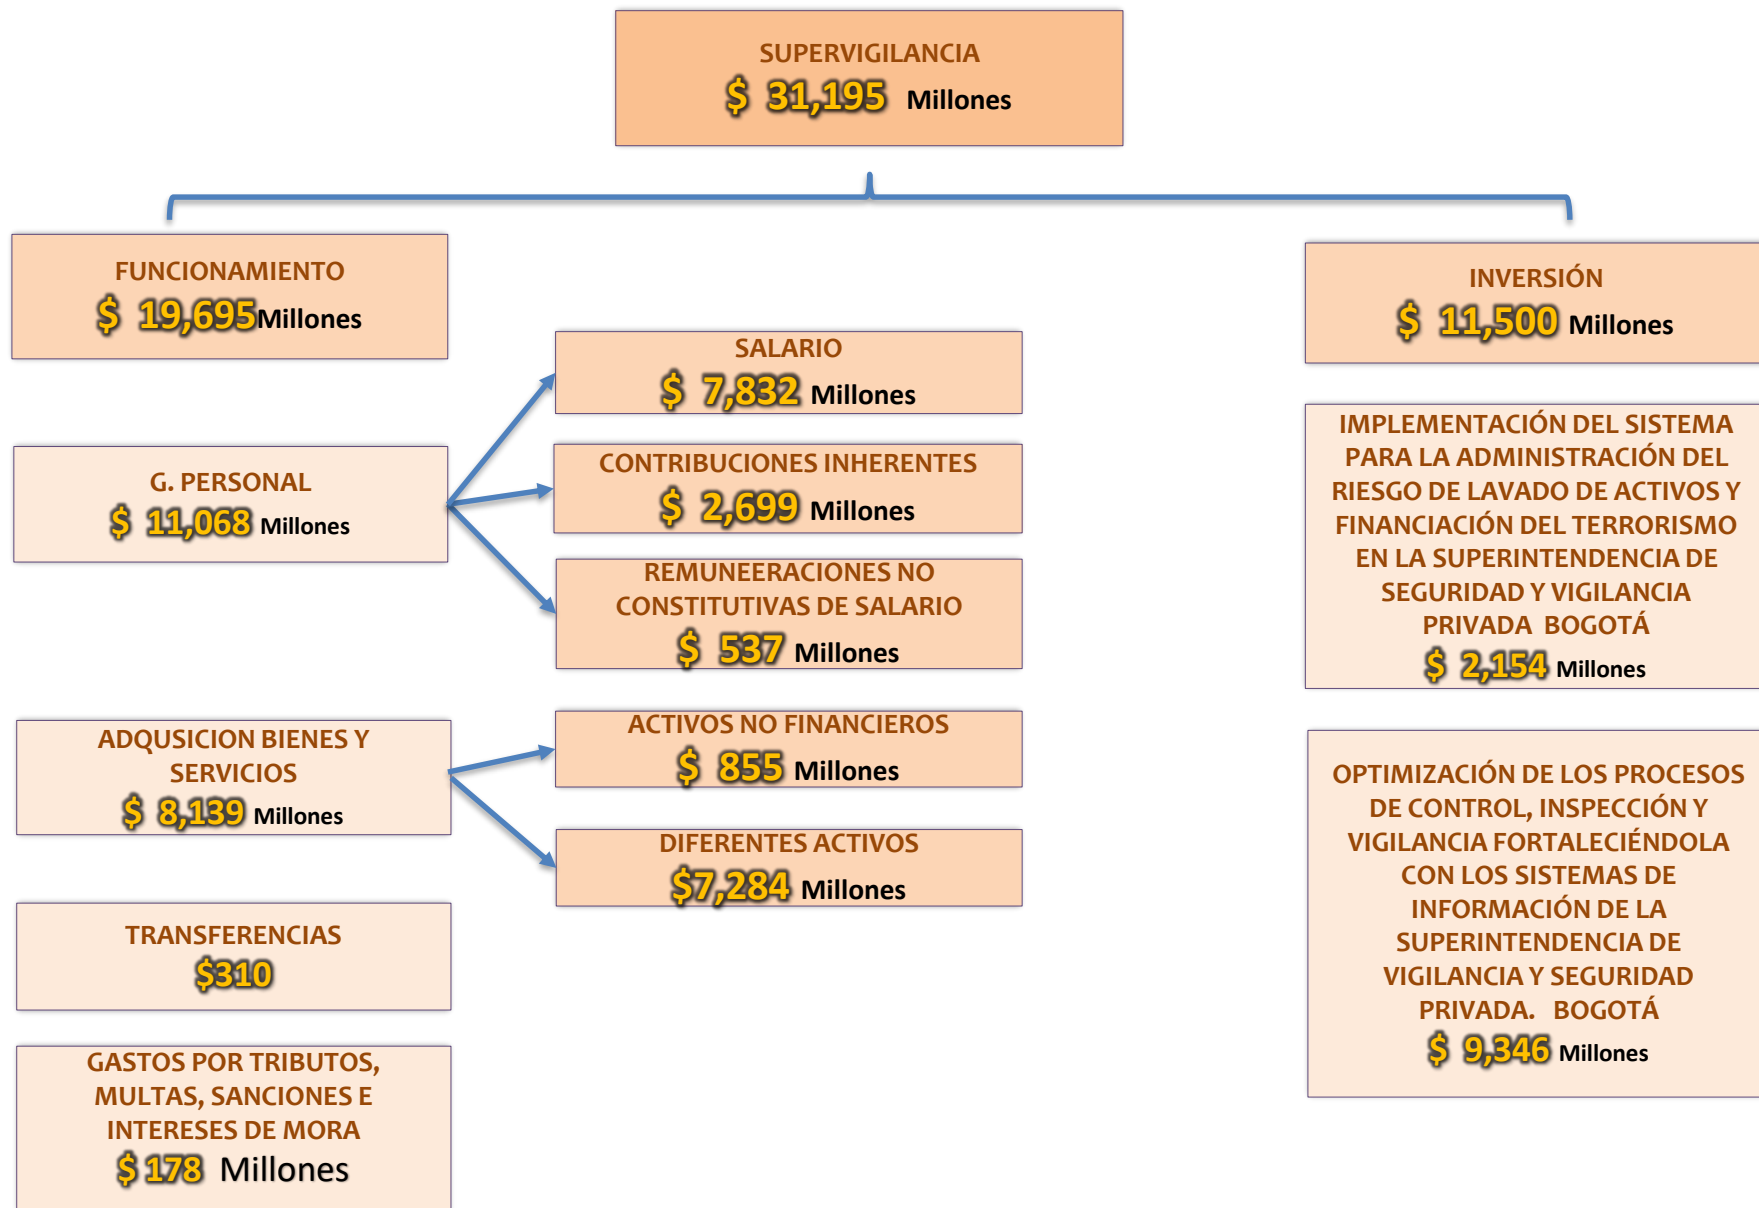 SUPERVIGILANCIA
$ 31,195 Millones
FUNCIONAMIENTO
$ 19,695Millones
INVERSIÓN
$ 11,500 Millones
G. PERSONAL
$ 11,068 Millones
SALARIO
$ 7,832 Millones
CONTRIBUCIONES INHERENTES
$ 2,699 Millones
REMUNEERACIONES NO
CONSTITUTIVAS DE SALARIO
$ 537 Millones
ADQUSICION BIENES Y
SERVICIOS
$ 8,139 Millones
ACTIVOS NO FINANCIEROS
$ 855 Millones
DIFERENTES ACTIVOS
$7,284 Millones
TRANSFERENCIAS
$310
GASTOS POR TRIBUTOS,
MULTAS, SANCIONES E
INTERESES DE MORA
$ 178 Millones
IMPLEMENTACIÓN DEL SISTEMA
PARA LA ADMINISTRACIÓN DEL
RIESGO DE LAVADO DE ACTIVOS Y
FINANCIACIÓN DEL TERRORISMO
EN LA SUPERINTENDENCIA DE
SEGURIDAD Y VIGILANCIA
PRIVADA BOGOTÁ
$ 2,154 Millones
OPTIMIZACIÓN DE LOS PROCESOS
DE CONTROL, INSPECCIÓN Y
VIGILANCIA FORTALECIÉNDOLA
CON LOS SISTEMAS DE
INFORMACIÓN DE LA
SUPERINTENDENCIA DE
VIGILANCIA Y SEGURIDAD
PRIVADA. BOGOTÁ
$ 9,346 Millones